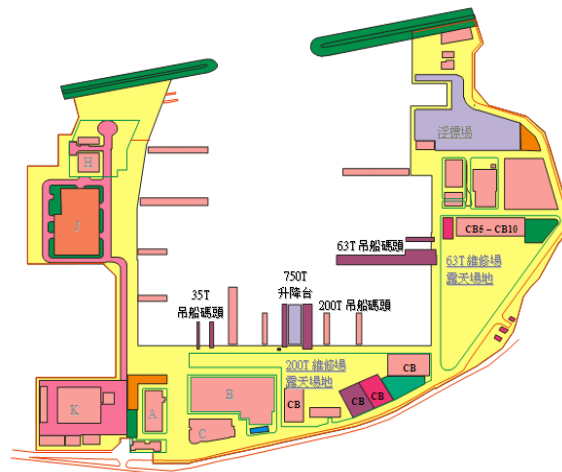 浮標場
H
J
CB5 – CB10
63T 吊船碼頭
63T 維修場
露天場地
750T
升降台
35T
吊船碼頭
200T 吊船碼頭
200T 維修場
露天場地
CB
CB
CB
CB
K
A
B
C